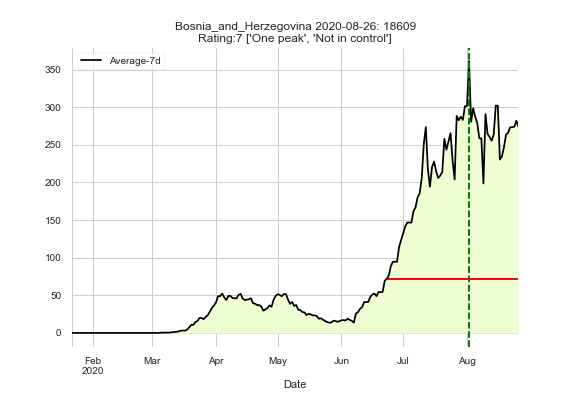 Bosnia_and_Herzegovina 2020-08-26: 18609
Rating:7 ['One peak', 'Not in control']
Average-7d
350
300
250
200
150
100
50
0
Feb Mar Apr May Jun Jul Aug
2020
Date